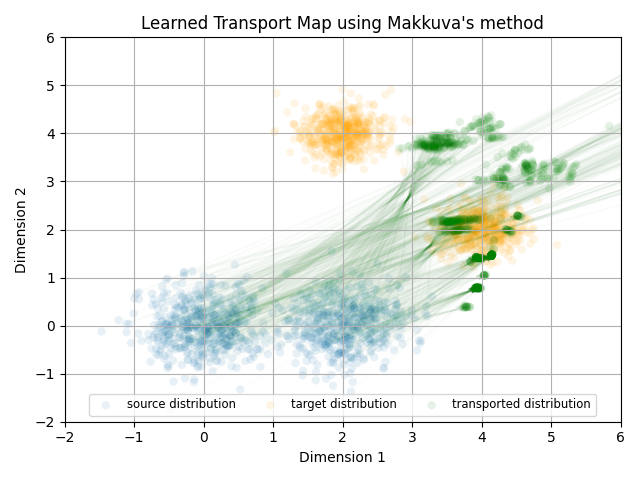 Learned Transport Map using Makkuva's method
6
5
4
3
2
1
0
−1
−2
Dimension 2
source distribution target distribution transported distribution
−2 −1 0 1 2 3 4 5 6
Dimension 1